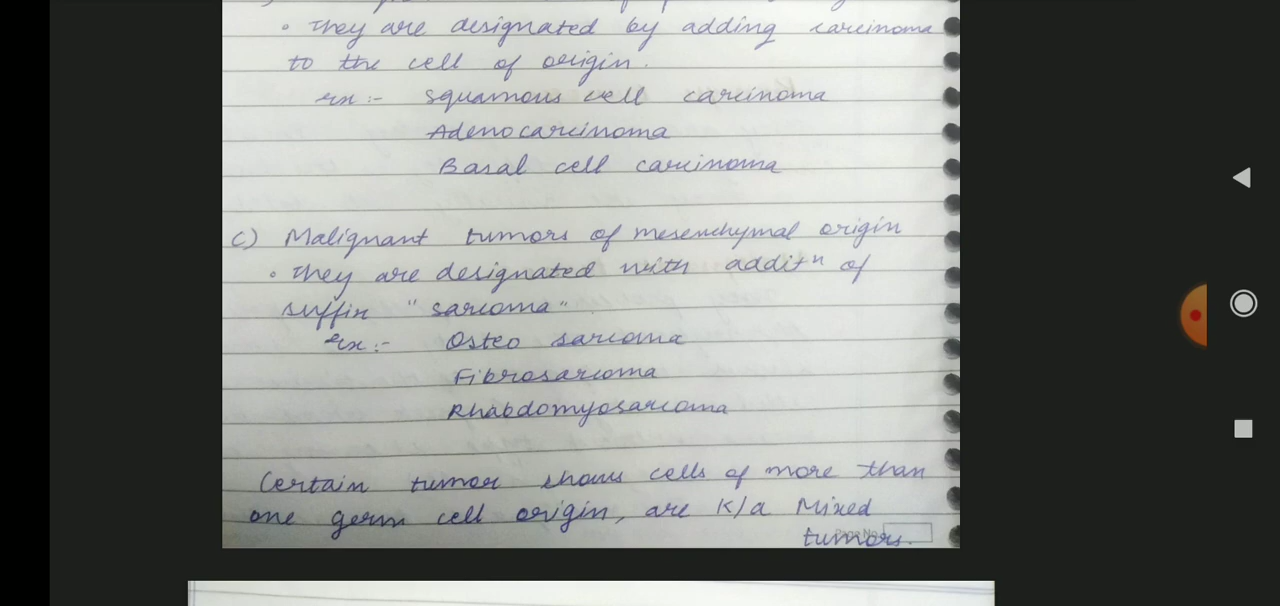 • They are designated by adding carcinoma
to the cell of origin.
ex:- Squamous cell carcinoma
Adenocarcinoma
Basal cell carcinoma
c) Malignant tumors of mesenchymal origin
• They are designated with additⁿ of
suffix "sarcoma"
ex:- Osteo sarcoma
Fibrosarcoma
Rhabdomyosarcoma
Certain tumor shows cells of more than
one germ cell origin, are K/a Mixed
Page No.
tumors.